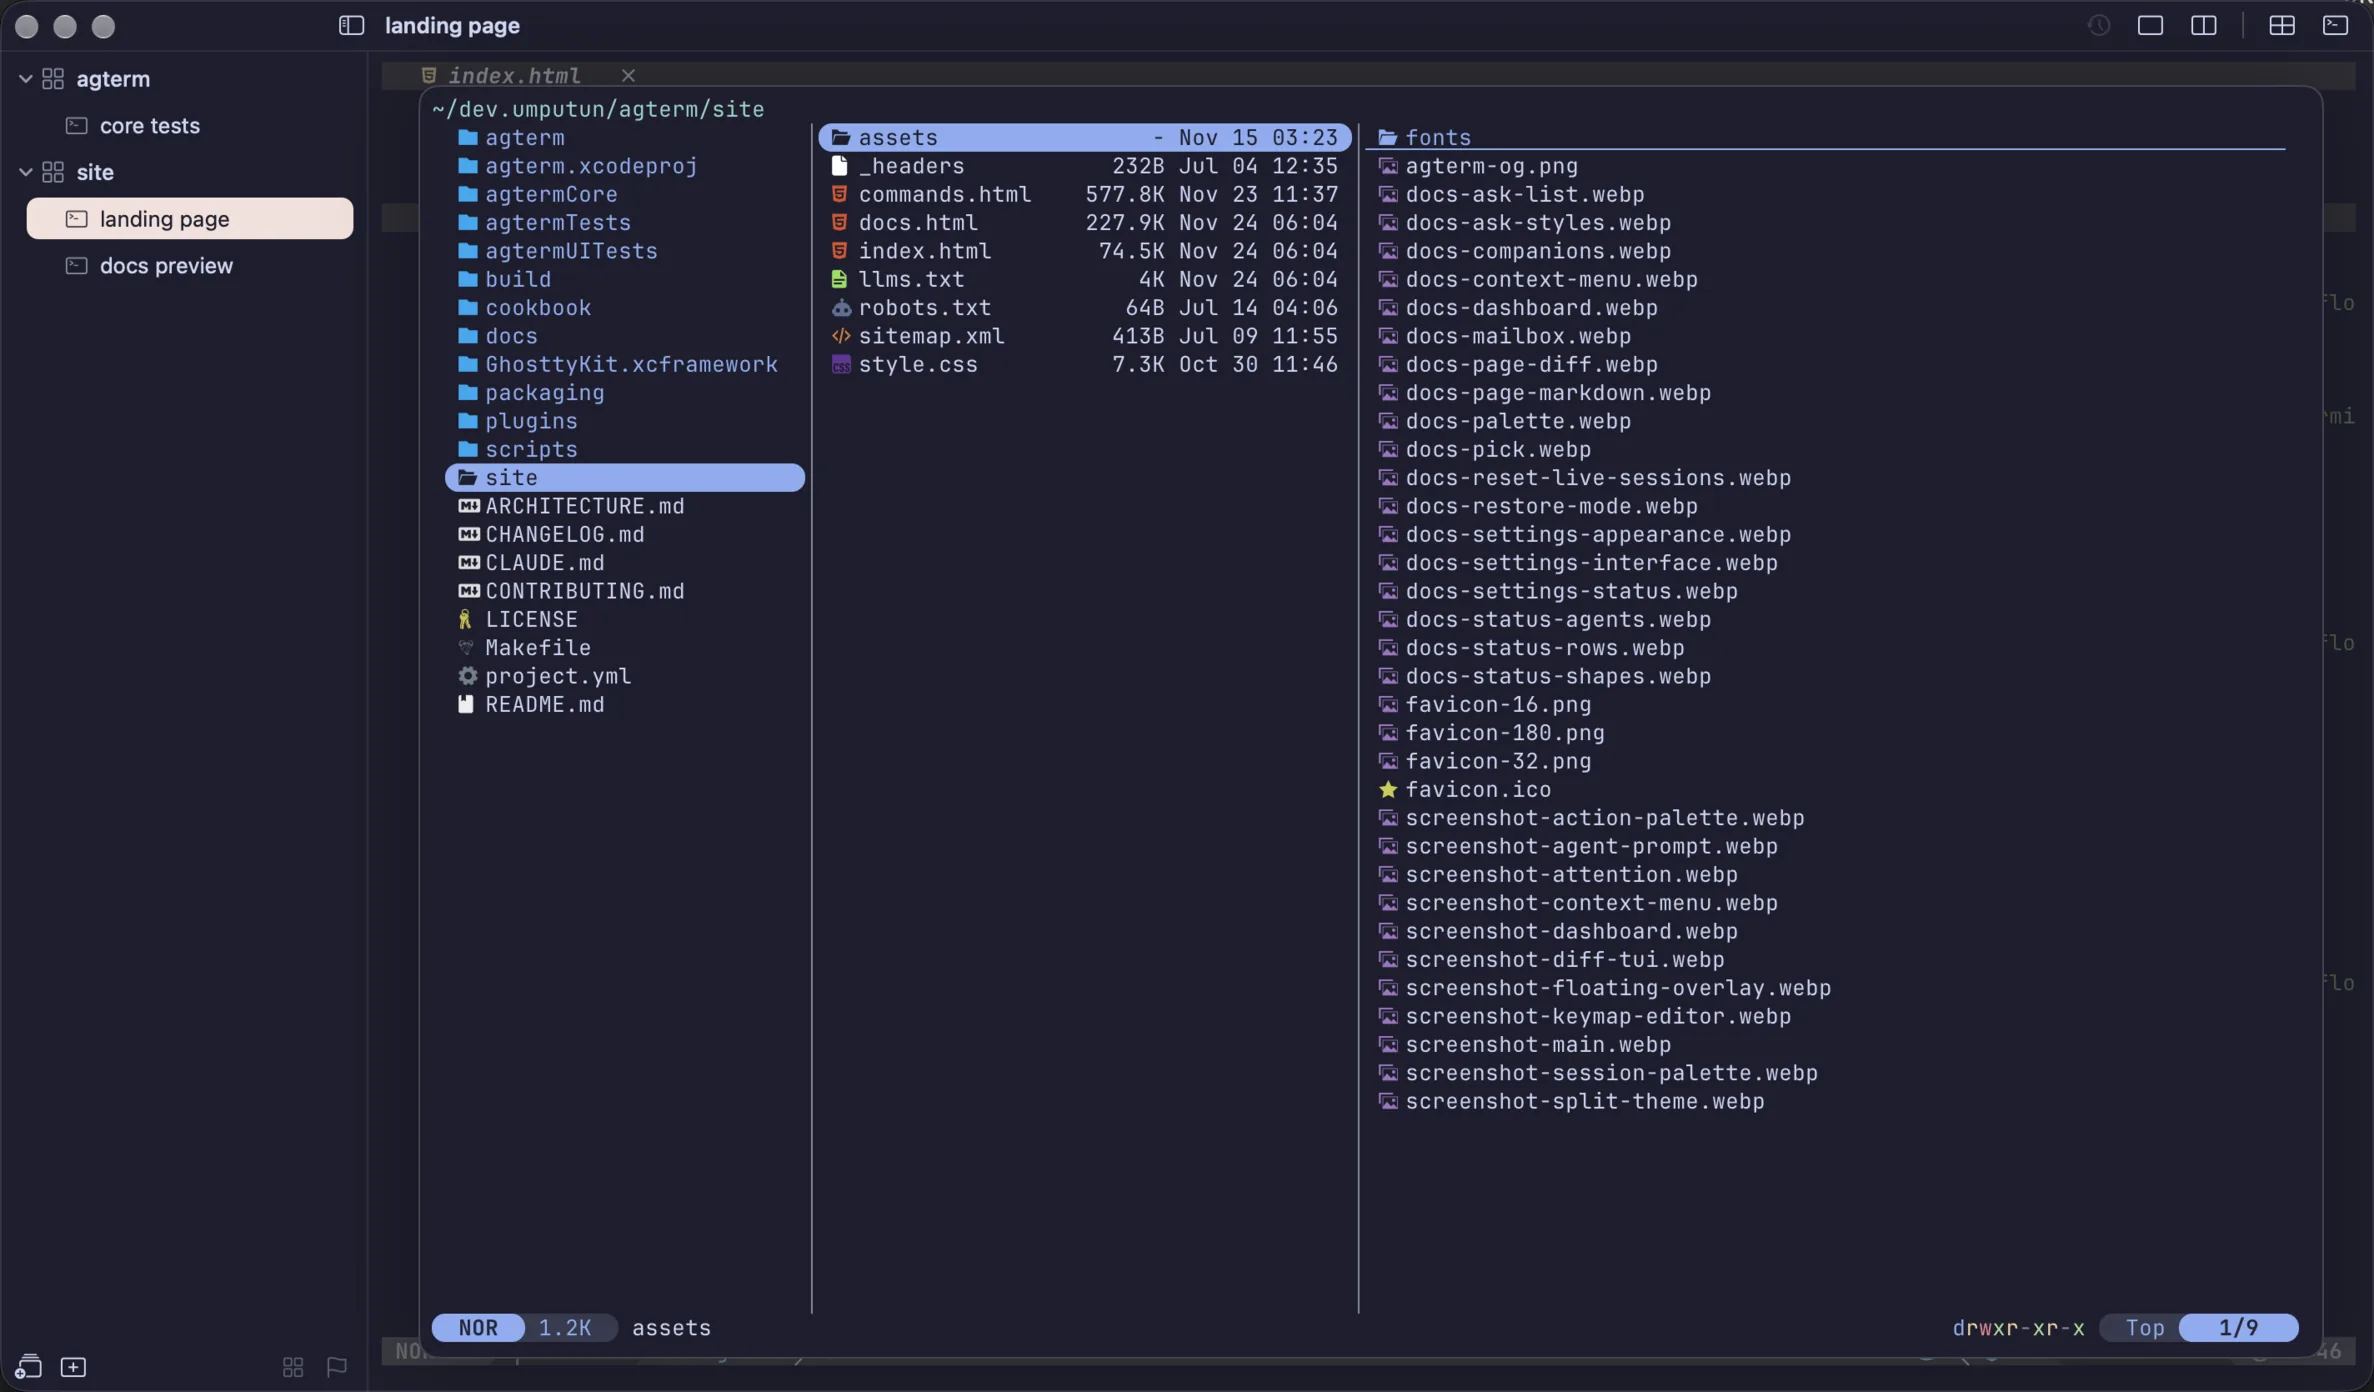 landing page
agterm
core tests
site
landing page
docs preview
index.html ×
~/dev.umputun/agterm/site
agterm
agterm.xcodeproj
agtermCore
agtermTests
agtermUITests
build
cookbook
docs
GhosttyKit.xcframework
packaging
plugins
scripts
site
ARCHITECTURE.md
CHANGELOG.md
CLAUDE.md
CONTRIBUTING.md
LICENSE
Makefile
project.yml
README.md
assets - Nov 15 03:23
_headers 232B Jul 04 12:35
commands.html 577.8K Nov 23 11:37
docs.html 227.9K Nov 24 06:04
index.html 74.5K Nov 24 06:04
llms.txt 4K Nov 24 06:04
robots.txt 64B Jul 14 04:06
sitemap.xml 413B Jul 09 11:55
style.css 7.3K Oct 30 11:46
fonts
agterm-og.png
docs-ask-list.webp
docs-ask-styles.webp
docs-companions.webp
docs-context-menu.webp
docs-dashboard.webp
docs-mailbox.webp
docs-page-diff.webp
docs-page-markdown.webp
docs-palette.webp
docs-pick.webp
docs-reset-live-sessions.webp
docs-restore-mode.webp
docs-settings-appearance.webp
docs-settings-interface.webp
docs-settings-status.webp
docs-status-agents.webp
docs-status-rows.webp
docs-status-shapes.webp
favicon-16.png
favicon-180.png
favicon-32.png
favicon.ico
screenshot-action-palette.webp
screenshot-agent-prompt.webp
screenshot-attention.webp
screenshot-context-menu.webp
screenshot-dashboard.webp
screenshot-diff-tui.webp
screenshot-floating-overlay.webp
screenshot-keymap-editor.webp
screenshot-main.webp
screenshot-session-palette.webp
screenshot-split-theme.webp
NOR 1.2K assets
drwxr-xr-x Top 1/9